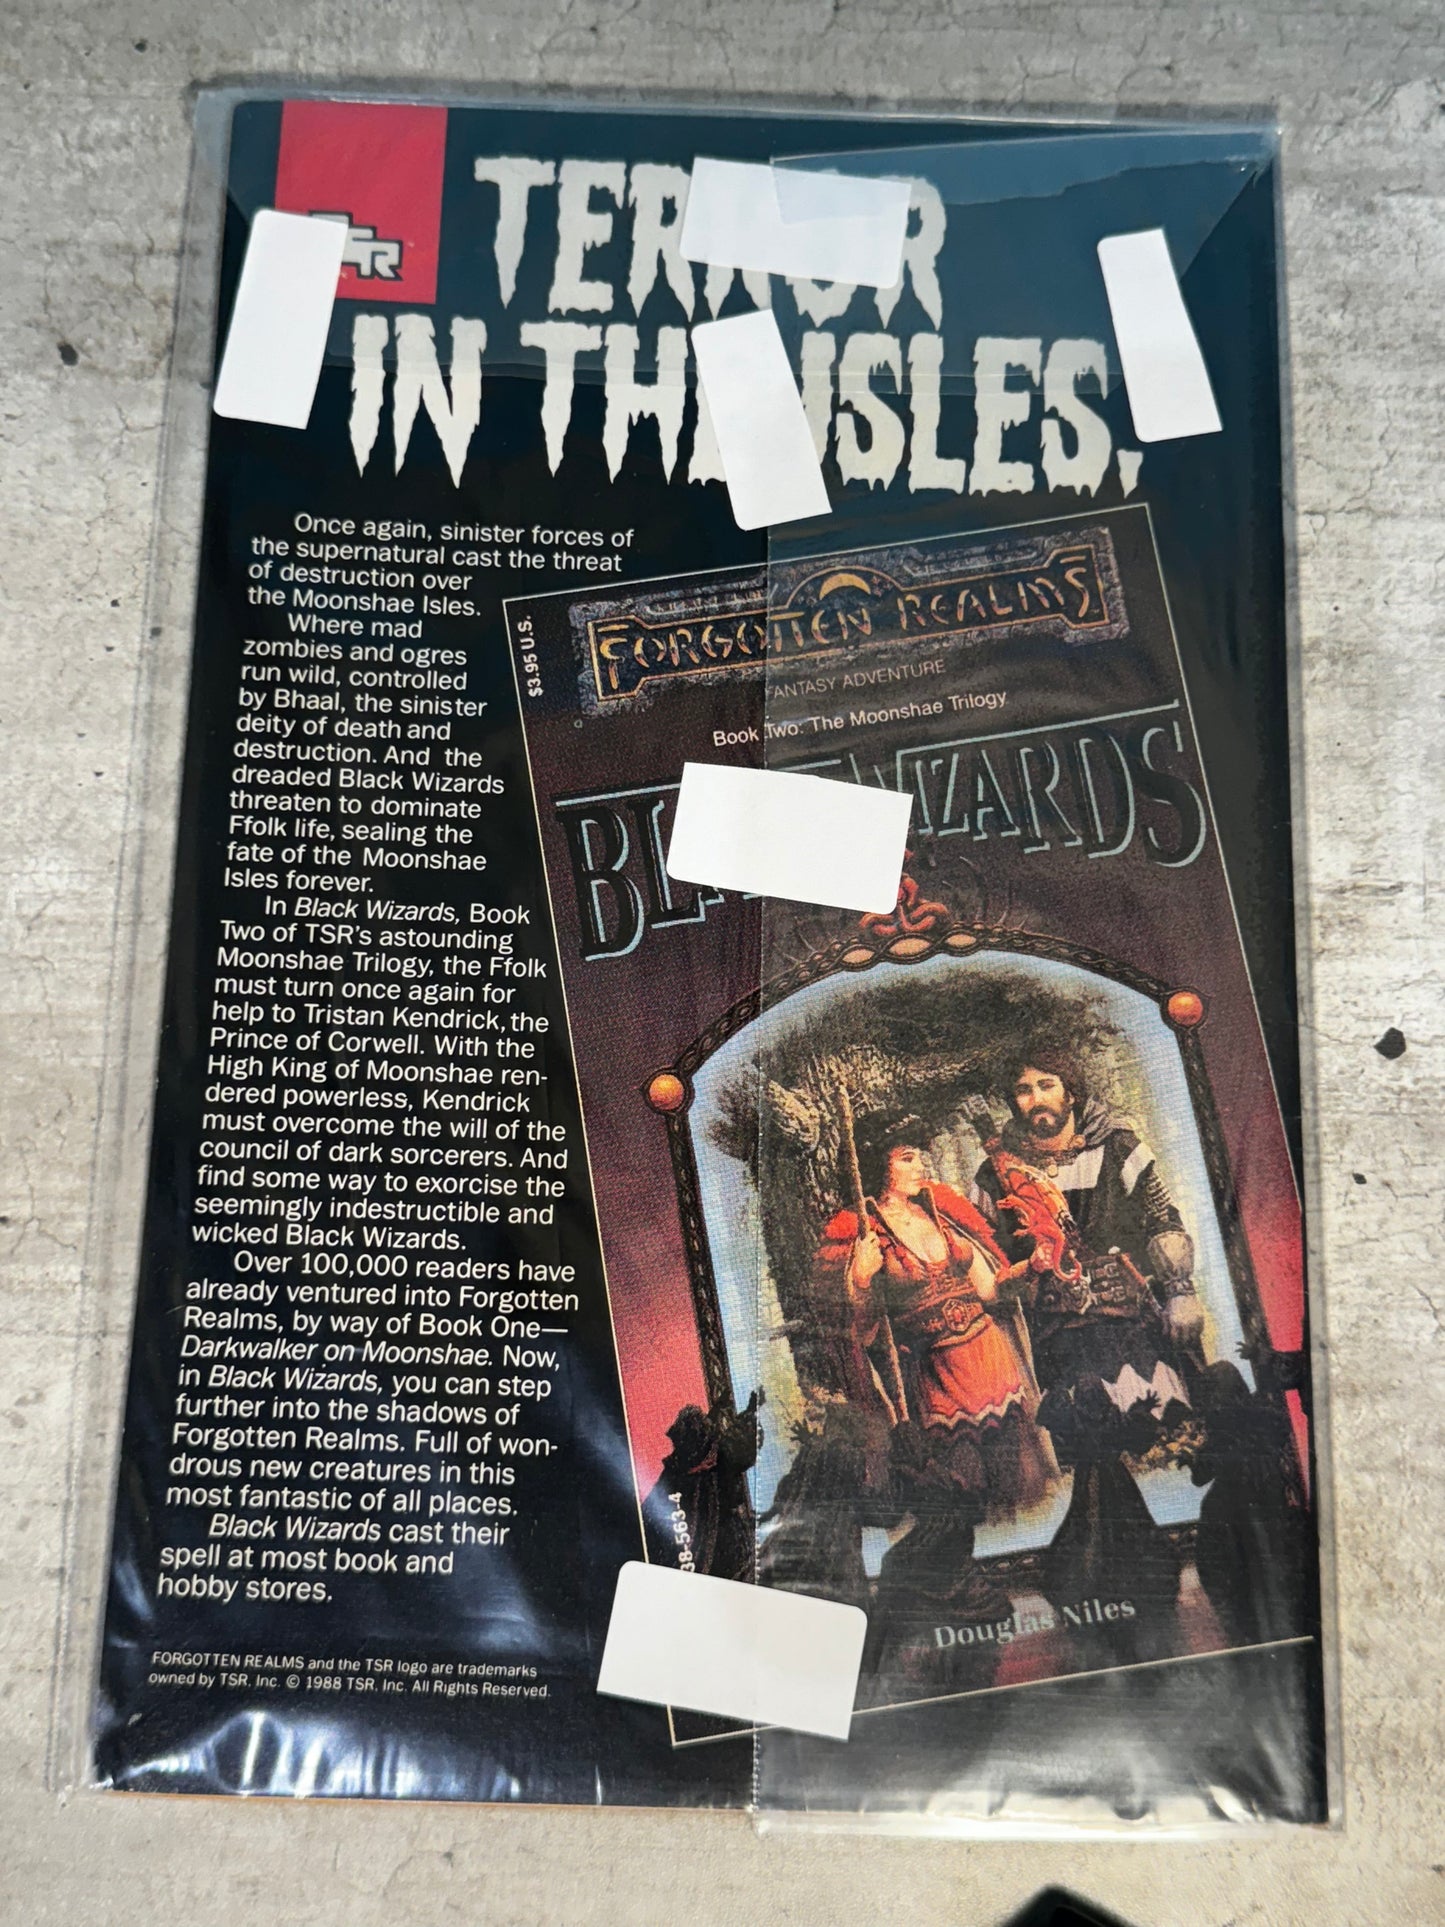 TSR
TERROR
IN THE ISLES.
Once again, sinister forces of
the supernatural cast the threat
of destruction over
the Moonshae Isles.
Where mad
zombies and ogres
run wild, controlled
by Bhaal, the sinister
deity of death and
destruction. And the
dreaded Black Wizards
threaten to dominate
Ffolk life, sealing the
fate of the Moonshae
Isles forever.
In Black Wizards, Book
Two of TSR's astounding
Moonshae Trilogy, the Ffolk
must turn once again for
help to Tristan Kendrick, the
Prince of Corwell. With the
High King of Moonshae ren-
dered powerless, Kendrick
must overcome the will of the
council of dark sorcerers. And
find some way to exorcise the
seemingly indestructible and
wicked Black Wizards.
Over 100,000 readers have
already ventured into Forgotten
Realms, by way of Book One—
Darkwalker on Moonshae. Now,
in Black Wizards, you can step
further into the shadows of
Forgotten Realms. Full of won-
drous new creatures in this
most fantastic of all places.
Black Wizards cast their
spell at most book and
hobby stores.
FORGOTTEN REALMS and the TSR logo are trademarks
owned by TSR, Inc. © 1988 TSR, Inc. All Rights Reserved.
$3.95 U.S.
FORGOTTEN REALMS
FANTASY ADVENTURE
Book Two: The Moonshae Trilogy
BLACK WIZARDS
38-563-4
Douglas Niles